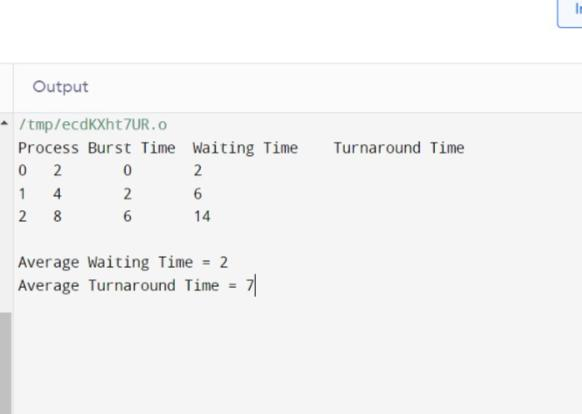 Output
/tmp/ecdKXht7UR.o
Process Burst Time Waiting Time Turnaround Time
0 2 0 2
1 4 2 6
2 8 6 14
Average Waiting Time = 2
Average Turnaround Time = 7